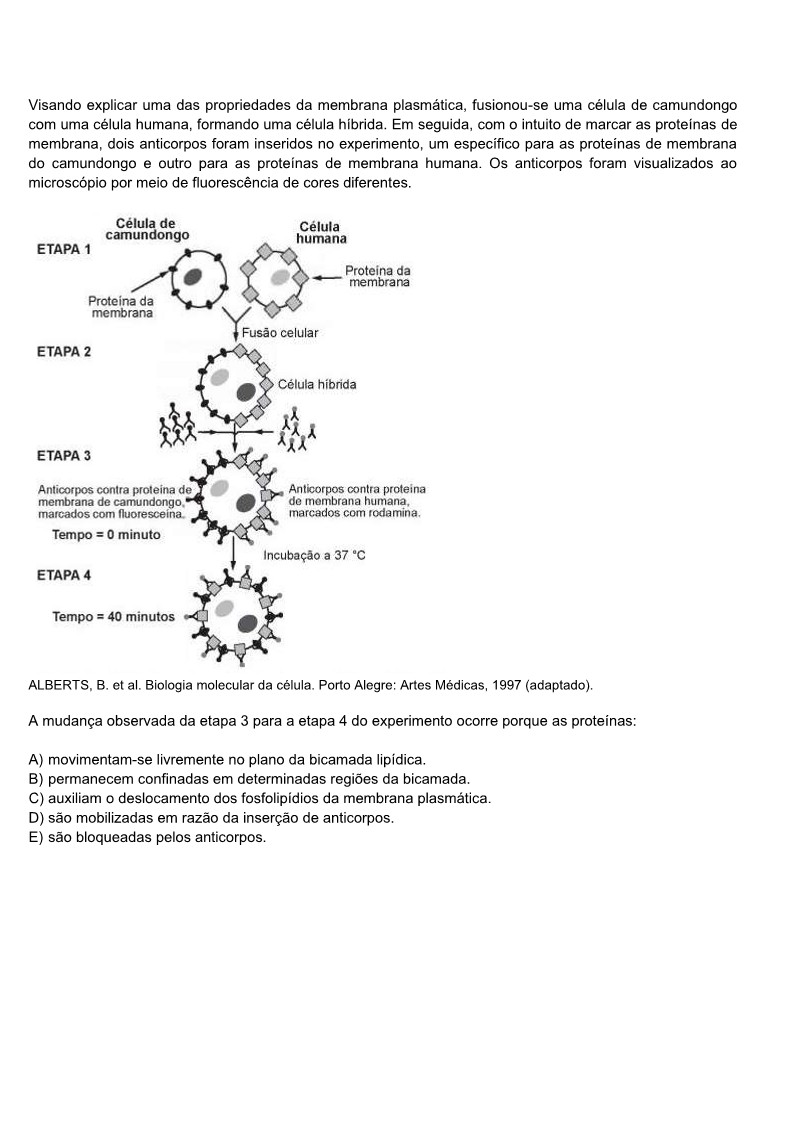 Visando explicar uma das propriedades da membrana plasmática, fusionou-se uma célula de camundongo
com uma célula humana, formando uma célula híbrida. Em seguida, com o intuito de marcar as proteínas de
membrana, dois anticorpos foram inseridos no experimento, um específico para as proteínas de membrana
do camundongo e outro para as proteínas de membrana humana. Os anticorpos foram visualizados ao
microscópio por meio de fluorescência de cores diferentes.
Célula de
camundongo
Célula
humana
ETAPA 1
Proteína da
membrana
Proteína da
membrana
Fusão celular
ETAPA 2
Célula híbrida
ETAPA 3
Anticorpos contra proteína de
membrana de camundongo,
marcados com fluoresceína.
Anticorpos contra proteína
de membrana humana,
marcados com rodamina.
Tempo = 0 minuto
Incubação a 37 °C
ETAPA 4
Tempo = 40 minutos
ALBERTS, B. et al. Biologia molecular da célula. Porto Alegre: Artes Médicas, 1997 (adaptado).
A mudança observada da etapa 3 para a etapa 4 do experimento ocorre porque as proteínas:
A) movimentam-se livremente no plano da bicamada lipídica.
B) permanecem confinadas em determinadas regiões da bicamada.
C) auxiliam o deslocamento dos fosfolipídios da membrana plasmática.
D) são mobilizadas em razão da inserção de anticorpos.
E) são bloqueadas pelos anticorpos.